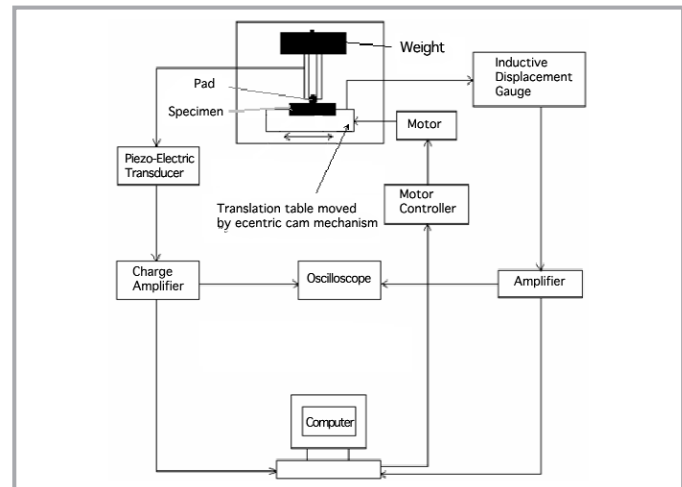 Weight
Inductive
Displacement
Gauge
Pad
Specimen
Motor
Piezo-Electric
Transducer
Motor
Controller
Translation table moved
by ecentric cam mechanism
Charge
Amplifier
Oscilloscope
Amplifier
Computer